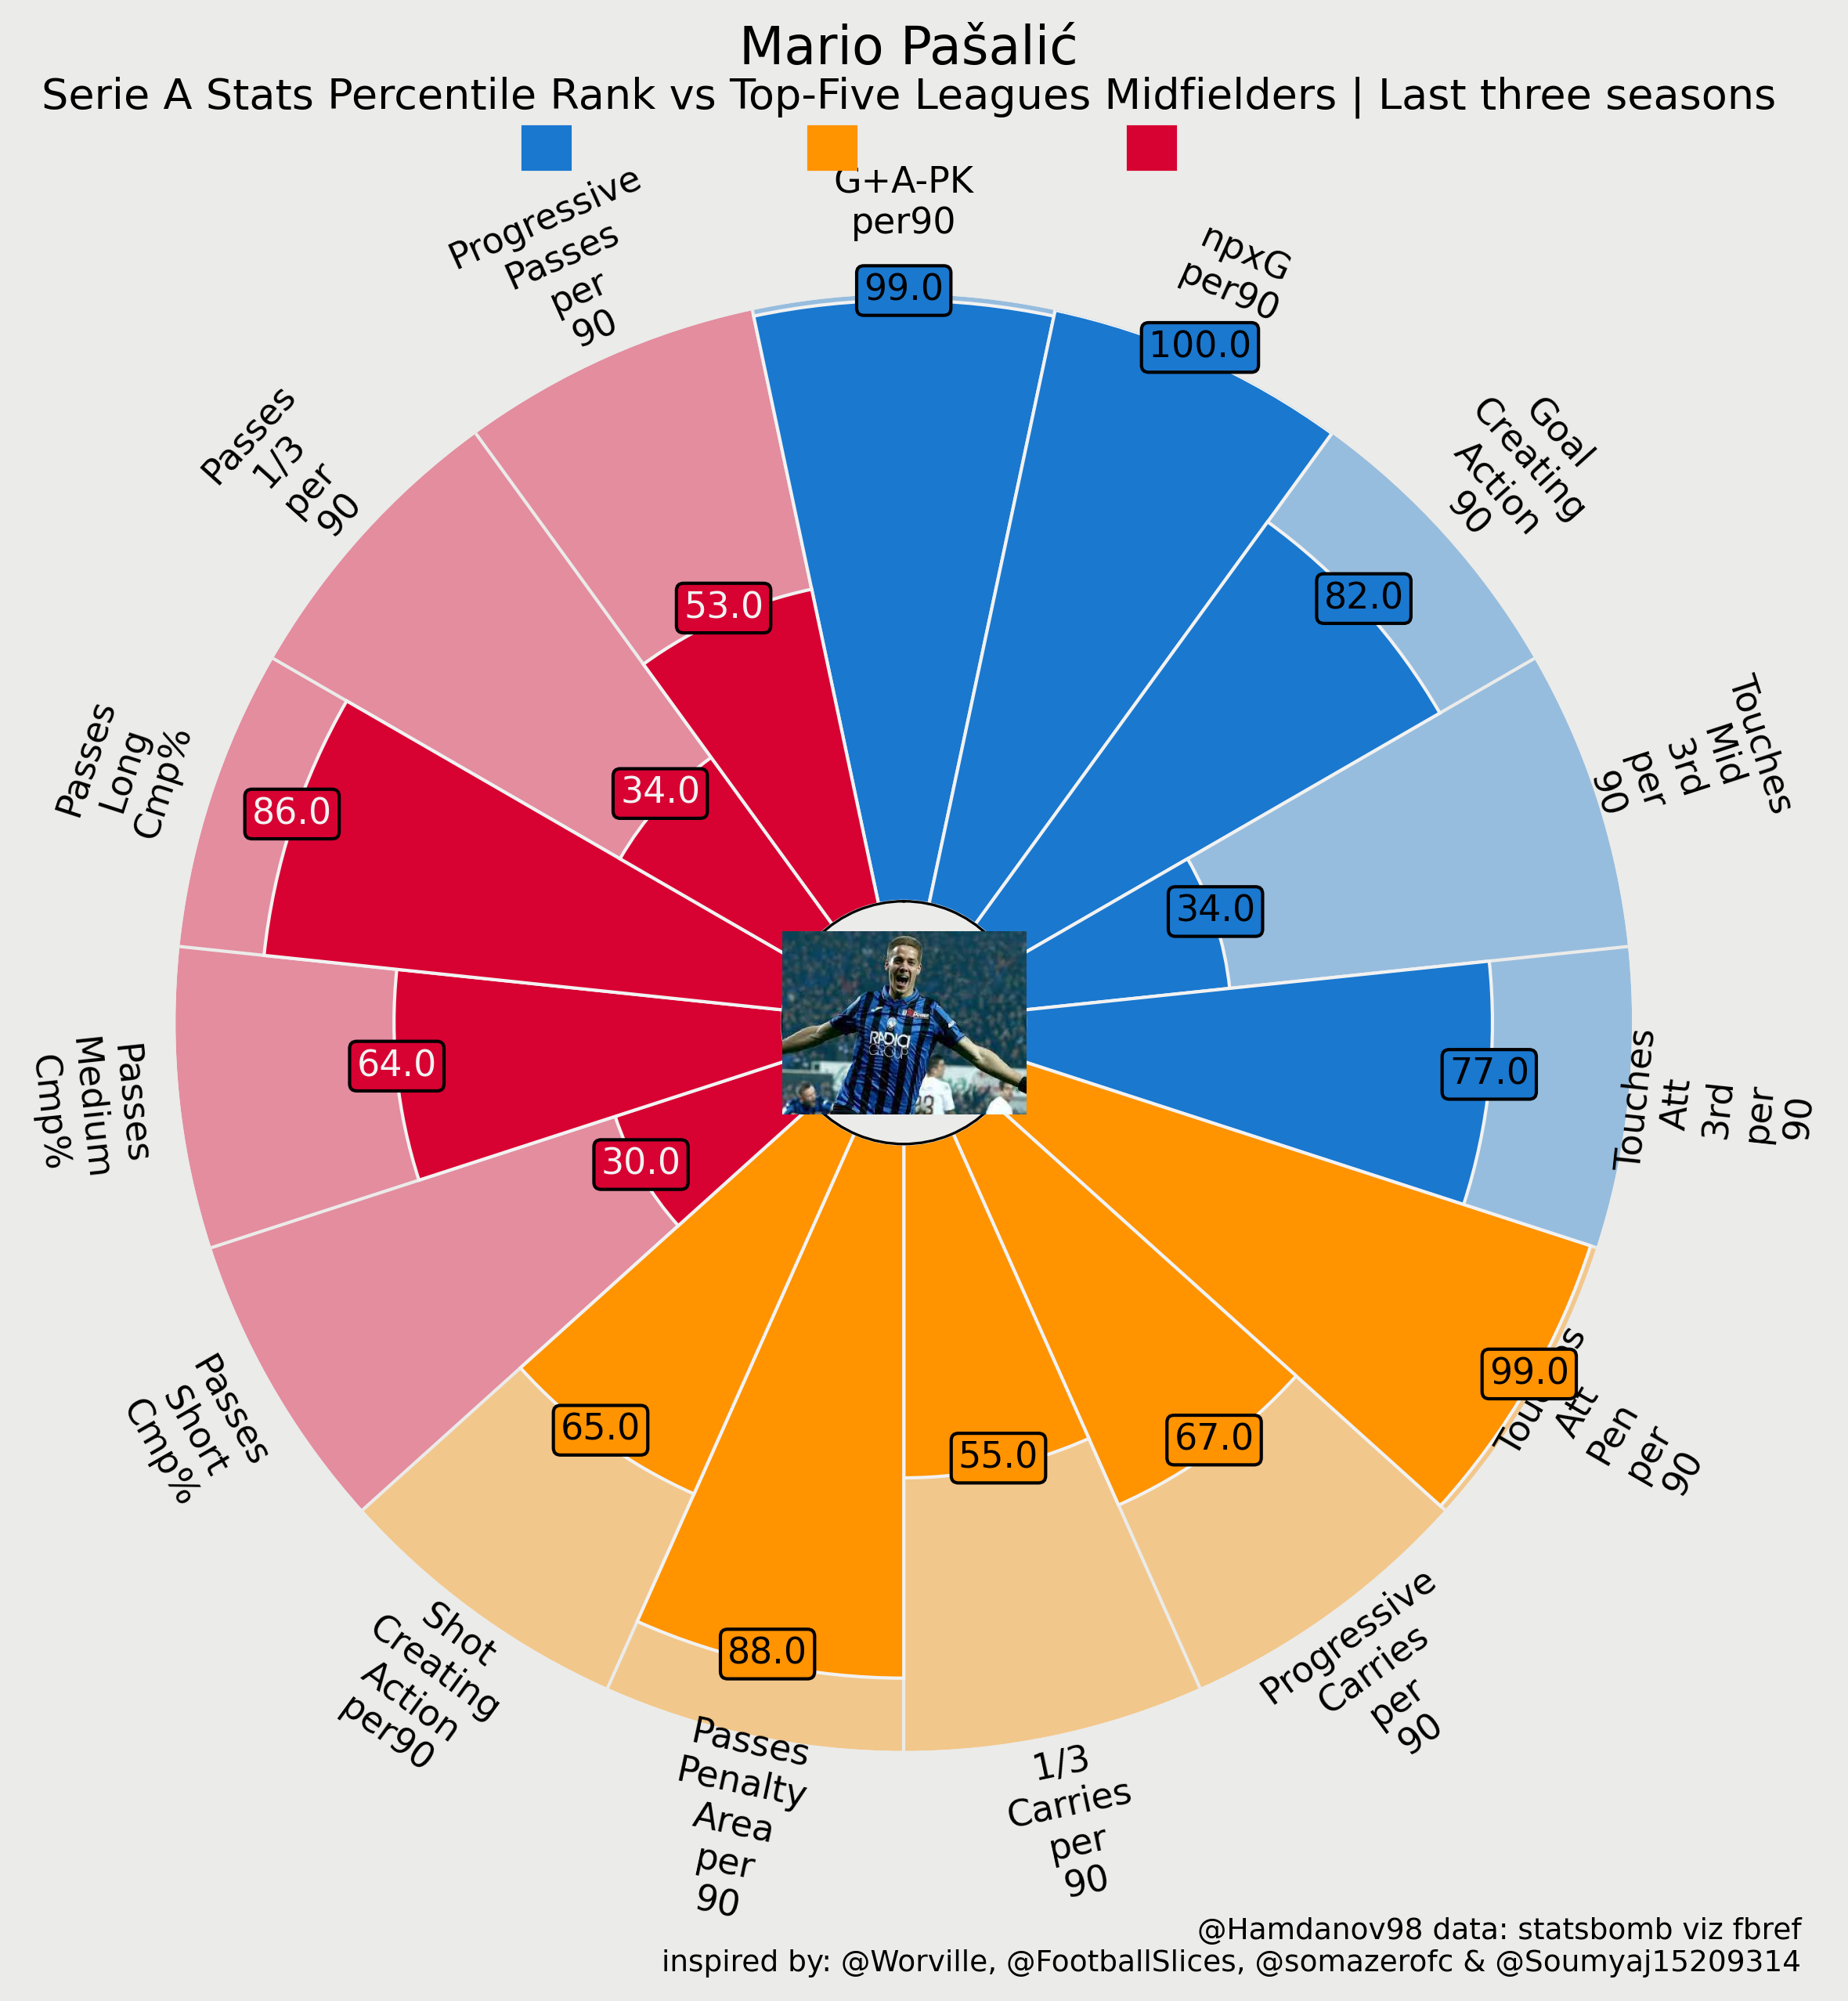 Mario Pašalić
Serie A Stats Percentile Rank vs Top-Five Leagues Midfielders | Last three seasons
G+A-PK
per90
99.0
npxG
per90
100.0
Goal
Creating
Action
90
82.0
Touches
Mid
3rd
per
90
34.0
Touches
Att
3rd
per
90
77.0
Att
Pen
per
90
99.0
Progressive
Carries
per
90
67.0
1/3
Carries
per
90
55.0
Passes
Penalty
Area
per
90
88.0
Shot
Creating
Action
per90
65.0
Passes
Short
Cmp%
30.0
Passes
Medium
Cmp%
64.0
Passes
Long
Cmp%
86.0
Passes
1/3
per
90
34.0
Progressive
Passes
per
90
53.0
RADICI
GROUP
@Hamdanov98 data: statsbomb viz fbref
inspired by: @Worville, @FootballSlices, @somazerofc & @Soumyaj15209314